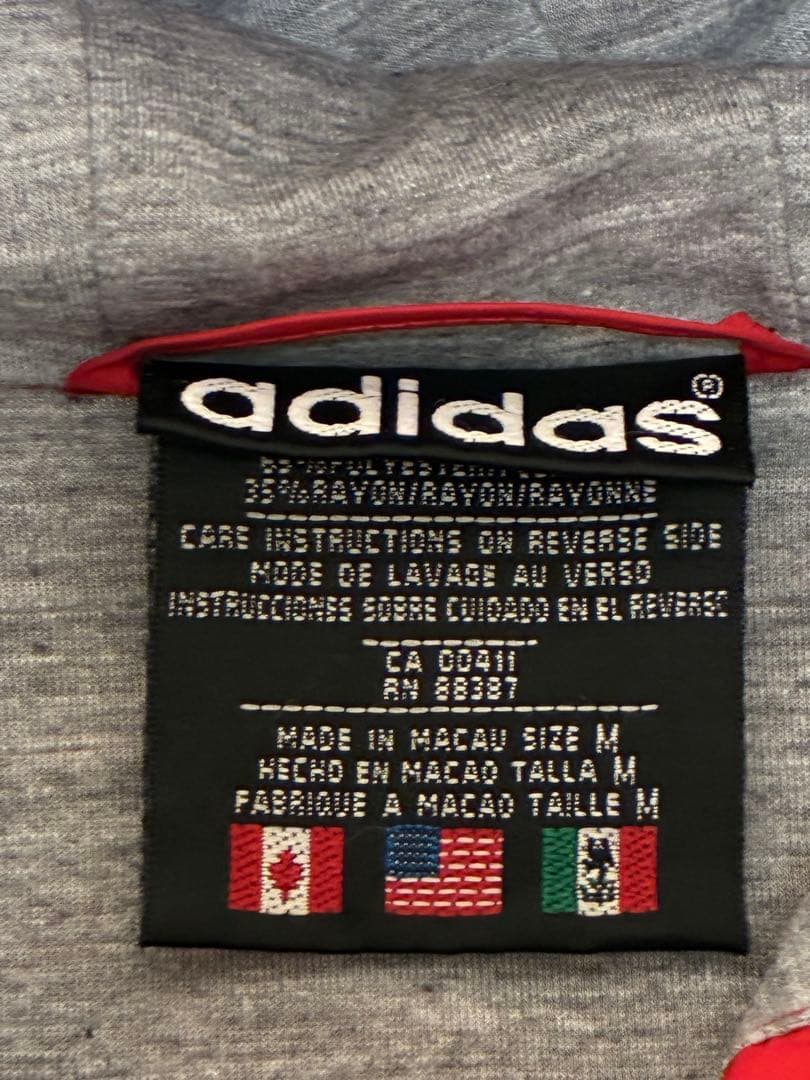 adidas®
35% RAYON/RAYON/RAYONNE
CARE INSTRUCTIONS ON REVERSE SIDE
MODE DE LAVAGE AU VERSO
INSTRUCCIONES SOBRE CUIDADO EN EL REVERSE
CA 00411
RN 88387
MADE IN MACAU SIZE M
HECHO EN MACAO TALLA M
FABRIQUE A MACAO TAILLE M